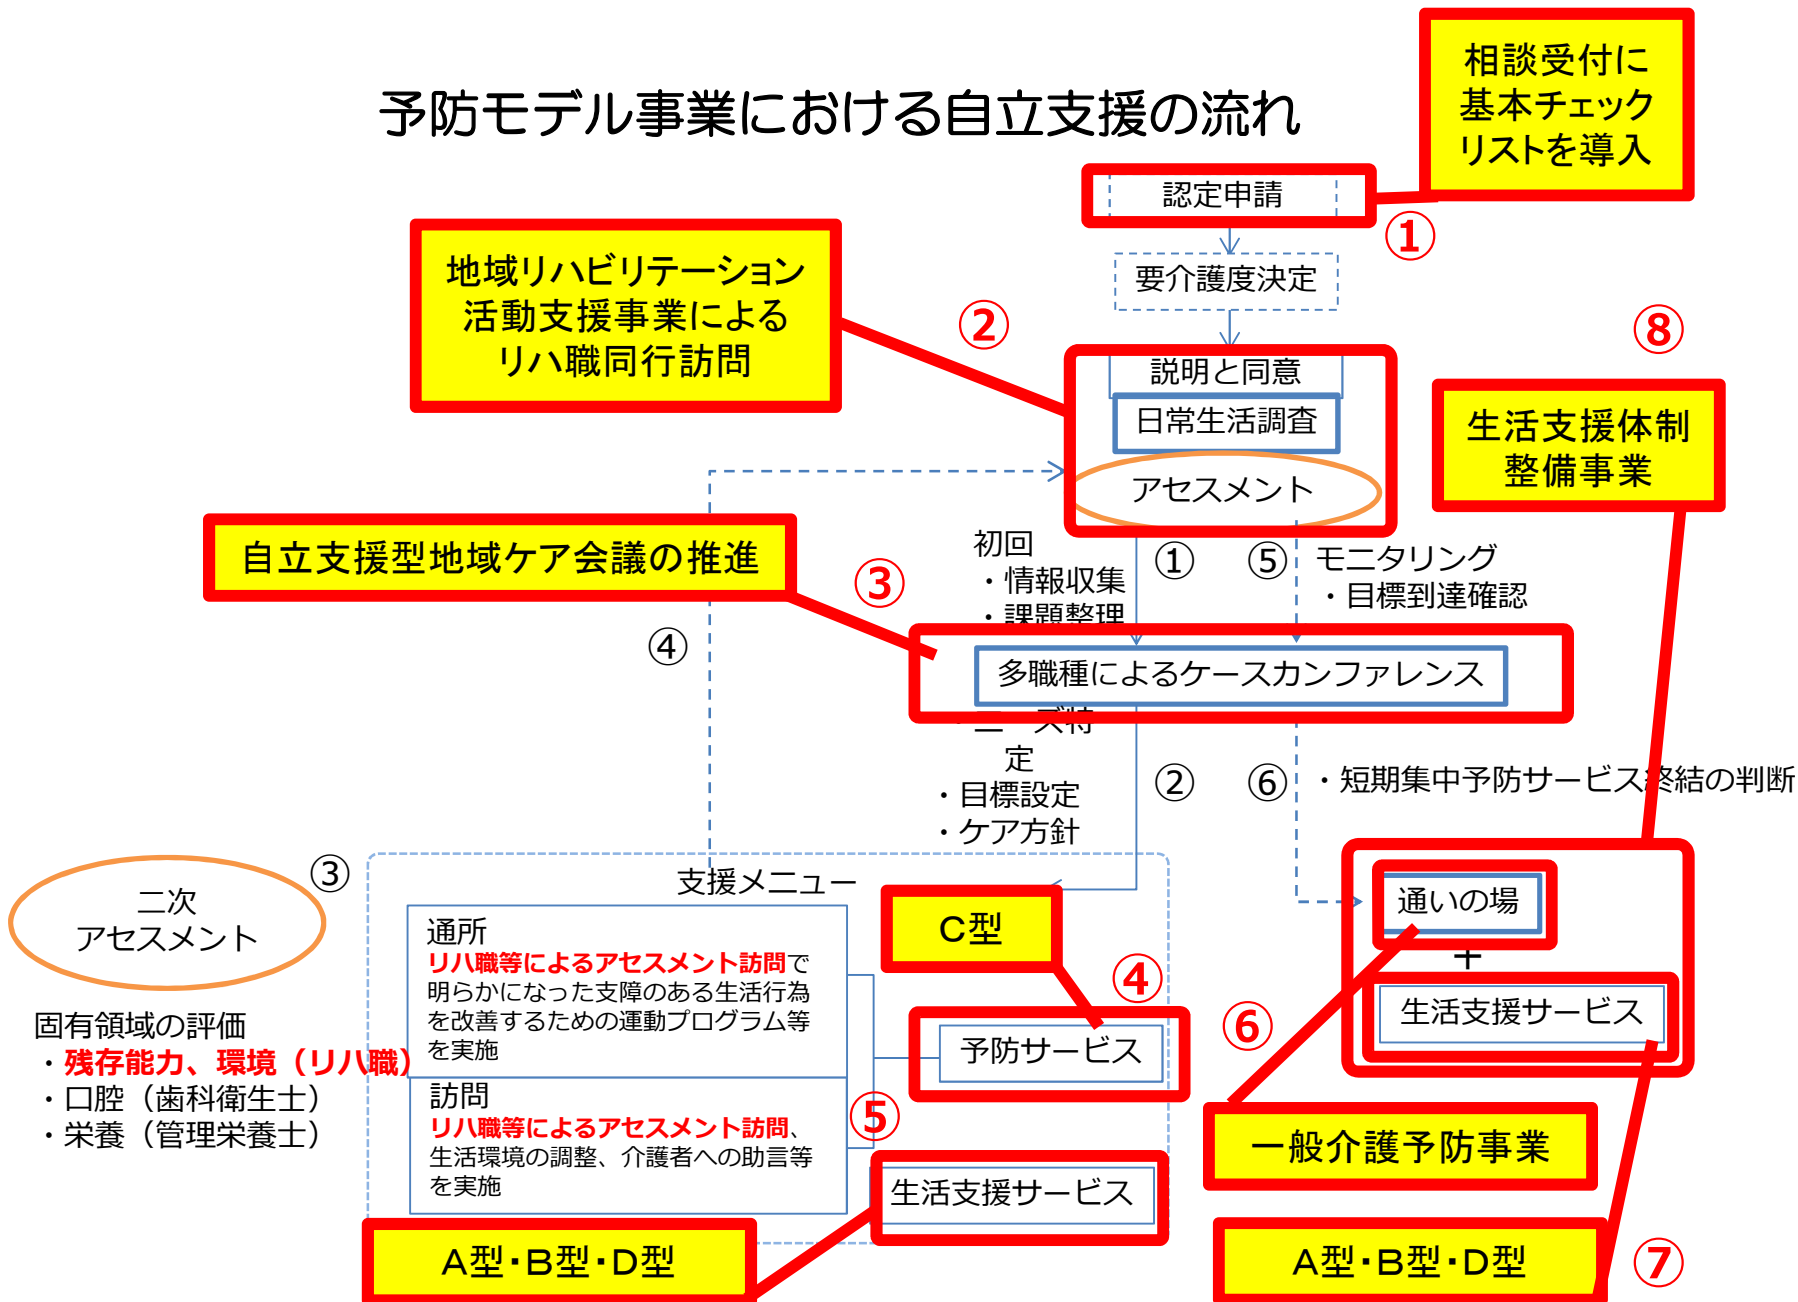 予防モデル事業における自立支援の流れ
相談受付に
基本チェック
リストを導入
認定申請
①
要介護度決定
地域リハビリテーション
活動支援事業による
リハ職同行訪問
②
説明と同意
日常生活調査
アセスメント
⑧
生活支援体制
整備事業
自立支援型地域ケア会議の推進
③
初回
・情報収集
・課題整理
①
⑤
モニタリング
・目標到達確認
④
多職種によるケースカンファレンス
・ニーズ特
定
・目標設定
・ケア方針
②
⑥
・短期集中予防サービス終結の判断
二次
アセスメント
③
固有領域の評価
・残存能力、環境（リハ職）
・口腔（歯科衛生士）
・栄養（管理栄養士）
支援メニュー
通所
リハ職等によるアセスメント訪問で
明らかになった支障のある生活行為
を改善するための運動プログラム等
を実施
訪問
リハ職等によるアセスメント訪問、
生活環境の調整、介護者への助言等
を実施
C型
④
予防サービス
⑤
生活支援サービス
A型・B型・D型
通いの場
＋
生活支援サービス
⑥
一般介護予防事業
A型・B型・D型
⑦